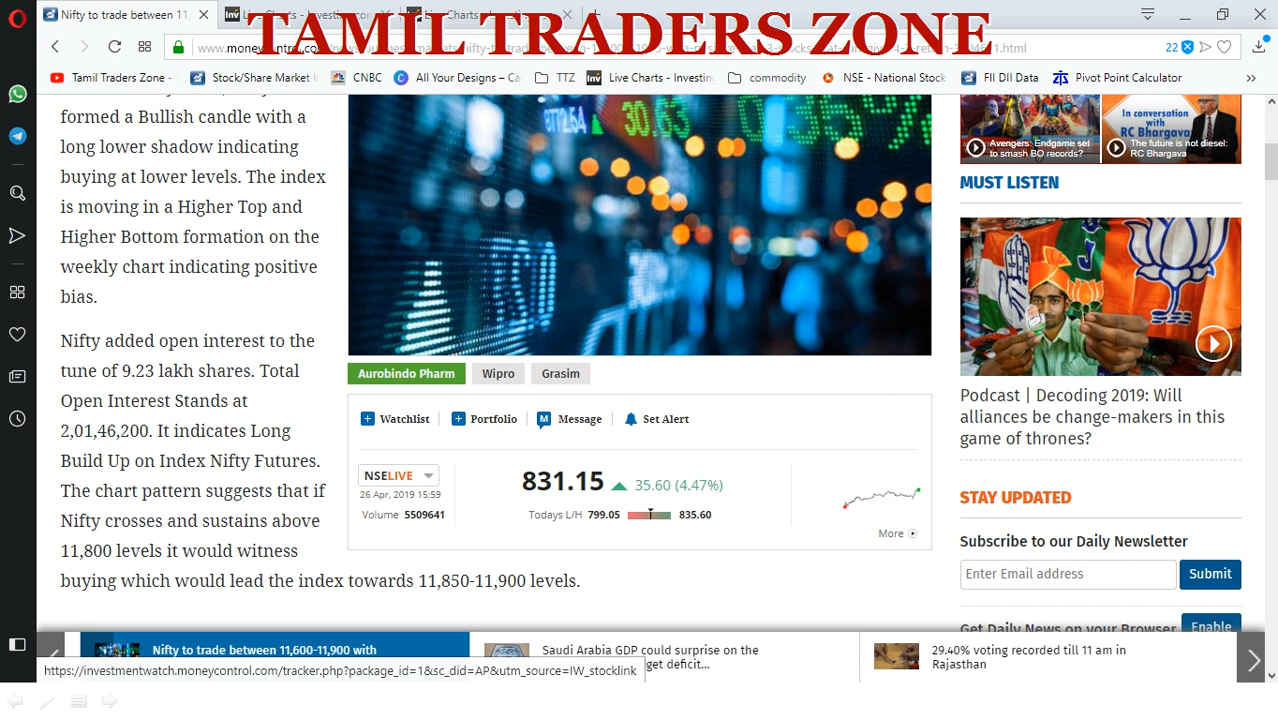 Nifty to trade between 11,
TAMIL TRADERS ZONE
22
Tamil Traders Zone -
Stock/Share Market
CNBC
All Your Designs – Ca
TTZ
Live Charts - Investin
commodity
NSE - National Stock
FII DII Data
Pivot Point Calculator
formed a Bullish candle with a
long lower shadow indicating
buying at lower levels. The index
is moving in a Higher Top and
Higher Bottom formation on the
weekly chart indicating positive
bias.
Nifty added open interest to the
tune of 9.23 lakh shares. Total
Open Interest Stands at
2,01,46,200. It indicates Long
Build Up on Index Nifty Futures.
The chart pattern suggests that if
Nifty crosses and sustains above
11,800 levels it would witness
buying which would lead the index towards 11,850-11,900 levels.
30.63
Aurobindo Pharm
Wipro
Grasim
Watchlist
Portfolio
Message
Set Alert
NSELIVE
26 Apr, 2019 15:59
Volume 5509641
831.15 35.60 (4.47%)
Todays L/H 799.05 835.60
More
Avengers: Endgame set
to smash BO records?
In conversation
with
RC Bhargava
The future is not diesel:
RC Bhargava
MUST LISTEN
Podcast | Decoding 2019: Will
alliances be change-makers in this
game of thrones?
STAY UPDATED
Subscribe to our Daily Newsletter
Enter Email address
Submit
Get Daily News on your Browser
Enable
Nifty to trade between 11,600-11,900 with
Saudi Arabia GDP could surprise on the
get deficit...
29.40% voting recorded till 11 am in
Rajasthan
https://investmentwatch.moneycontrol.com/tracker.php?package_id=1&sc_did=AP&utm_source=IW_stocklink